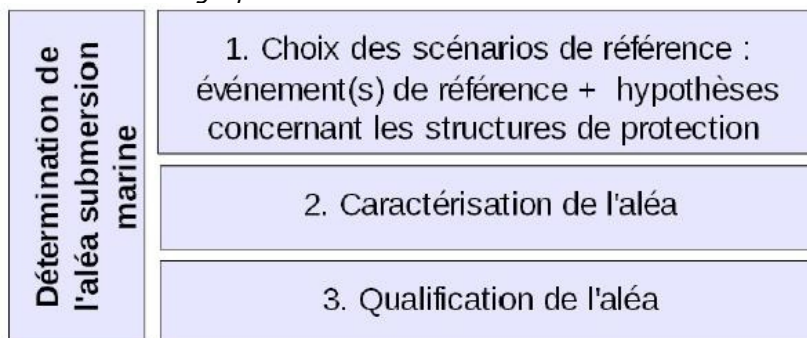 Détermination de
l'aléa submersion
marine
1. Choix des scénarios de référence :
événement(s) de référence + hypothèses
concernant les structures de protection
2. Caractérisation de l'aléa
3. Qualification de l'aléa